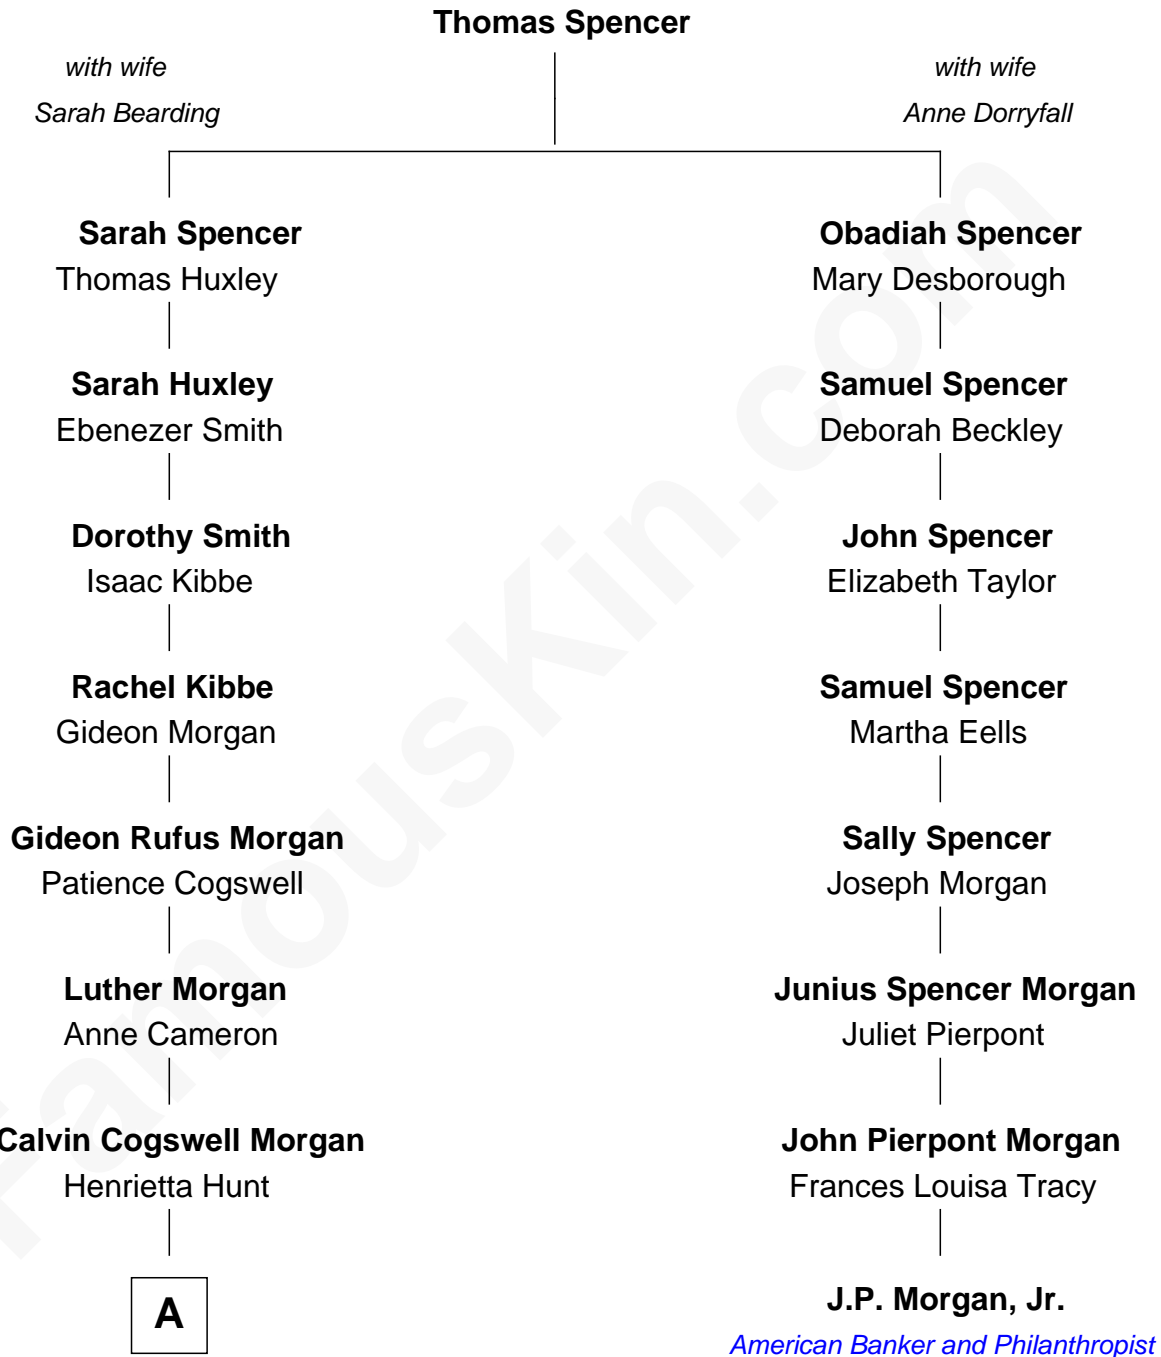 Thomas Spencer
with wife
Sarah Bearding
with wife
Anne Dorryfall
Sarah Spencer
Thomas Huxley
Obadiah Spencer
Mary Desborough
Sarah Huxley
Ebenezer Smith
Samuel Spencer
Deborah Beckley
Dorothy Smith
Isaac Kibbe
John Spencer
Elizabeth Taylor
Rachel Kibbe
Gideon Morgan
Samuel Spencer
Martha Eells
Gideon Rufus Morgan
Patience Cogswell
Sally Spencer
Joseph Morgan
Luther Morgan
Anne Cameron
Junius Spencer Morgan
Juliet Pierpont
Calvin Cogswell Morgan
Henrietta Hunt
John Pierpont Morgan
Frances Louisa Tracy
A
J.P. Morgan, Jr.
American Banker and Philanthropist
FamousKin.com